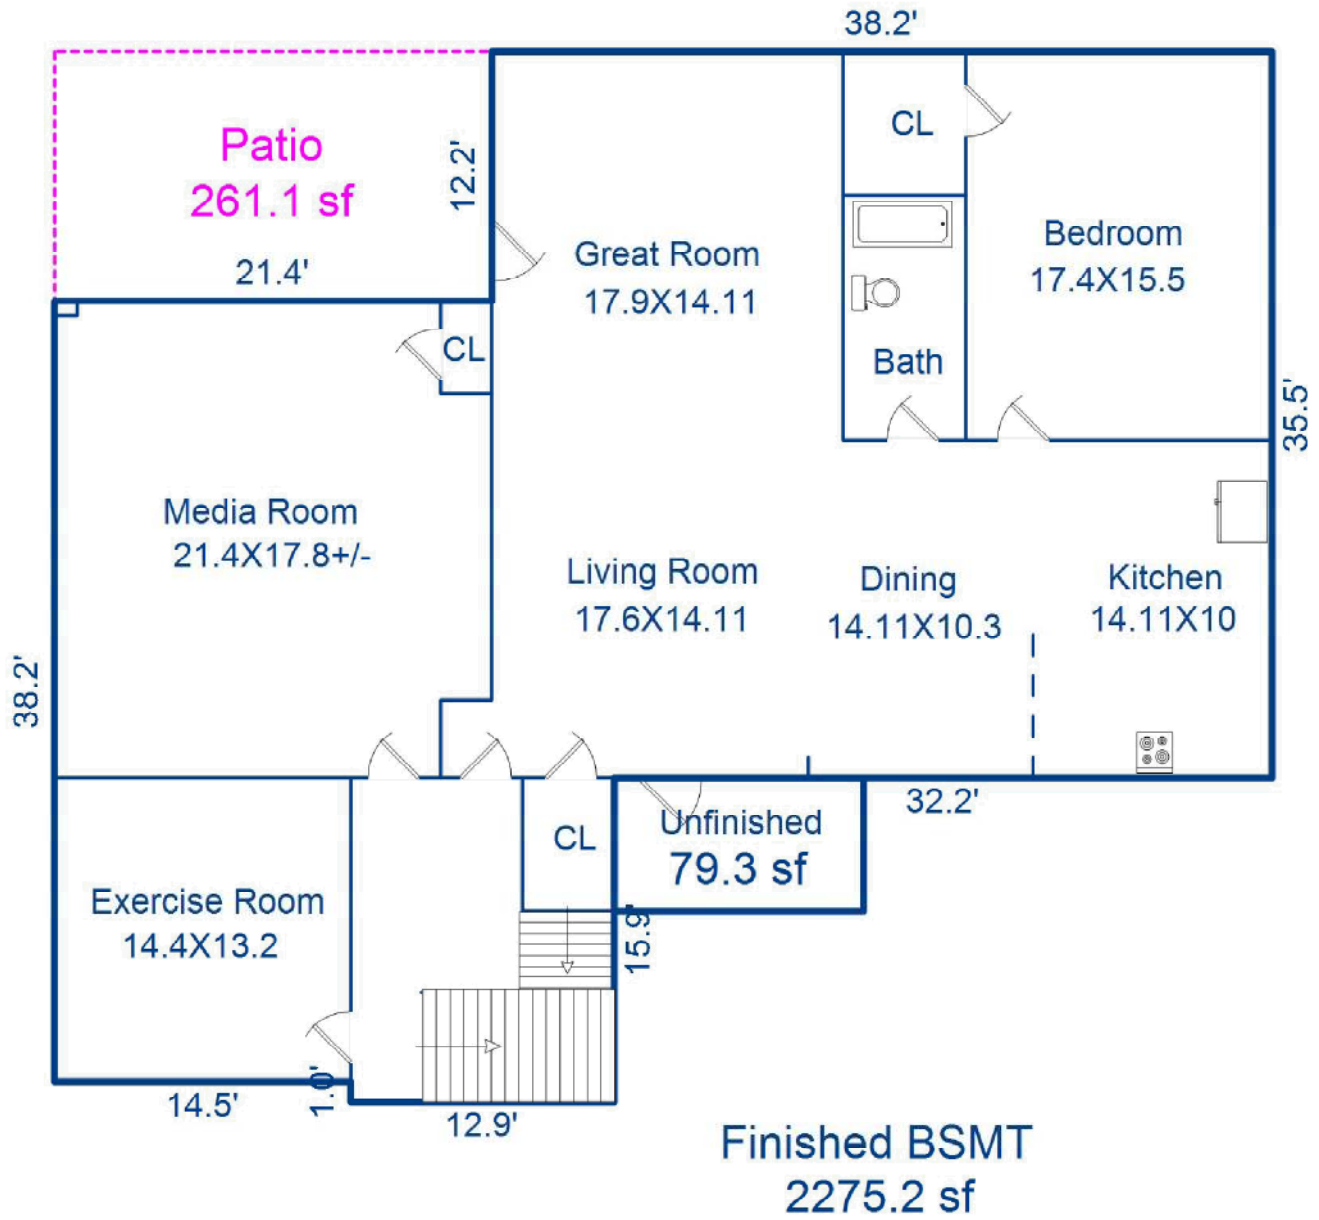 38.2'
Patio
261.1 sf
12.2'
21.4'
CL
Great Room
17.9X14.11
Bedroom
17.4X15.5
CL
Bath
35.5'
Media Room
21.4X17.8+/-
Living Room
17.6X14.11
Dining
14.11X10.3
Kitchen
14.11X10
38.2'
32.2'
CL
Unfinished
79.3 sf
Exercise Room
14.4X13.2
15.9'
14.5'
1.0'
12.9'
Finished BSMT
2275.2 sf